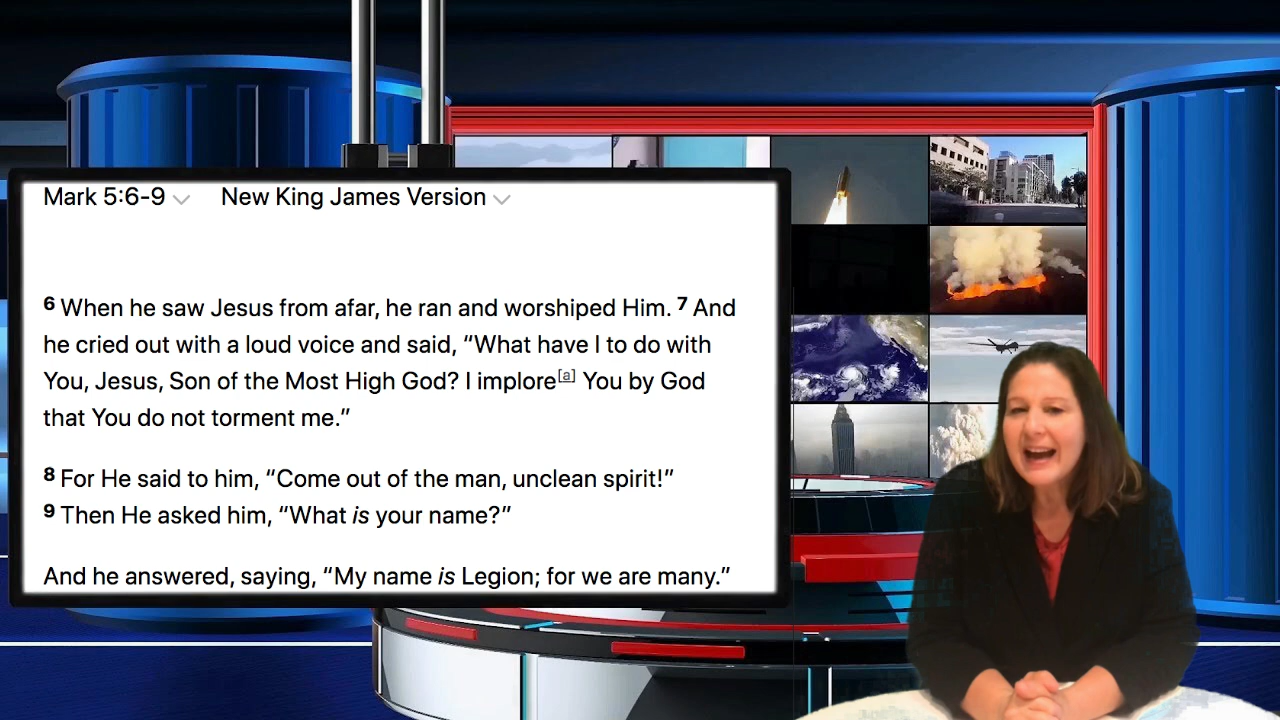 Mark 5:6-9 New King James Version
6 When he saw Jesus from afar, he ran and worshiped Him. 7 And
he cried out with a loud voice and said, “What have I to do with
You, Jesus, Son of the Most High God? I implore[a] You by God
that You do not torment me.”
8 For He said to him, “Come out of the man, unclean spirit!”
9 Then He asked him, “What is your name?”
And he answered, saying, “My name is Legion; for we are many.”